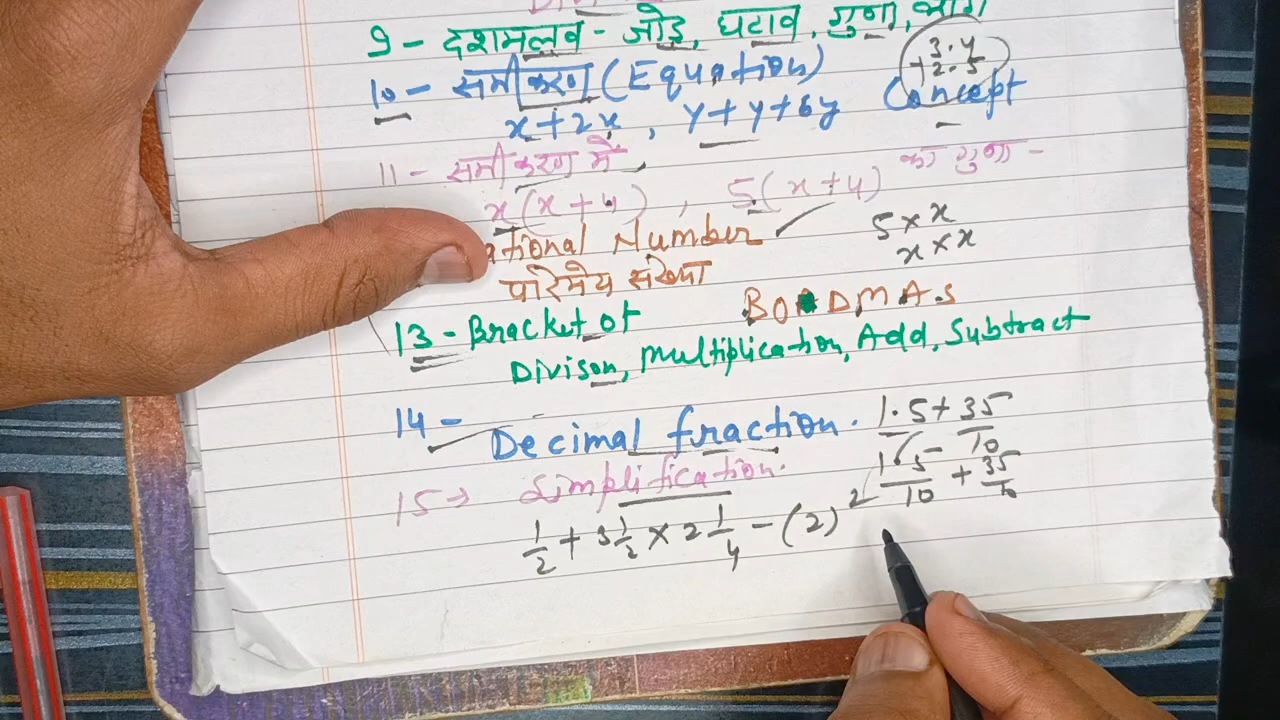 9 - दशमलव - जोड़, घटाव, गुणा, भाग
3.4
+2.5
10 - समीकरण (Equation) Concept
x+2x, y+y+6y
11 - समीकरण में
x(x+4), 5(x+4) का गुणा -
5×x
x×x
ational Number ✓
परिमेय संख्या
BODMAS
13 - Bracket of
Divison, Multiplication, Add, Subtract
14 - Decimal fraction. 1.5 + 35/10
15/10 + 35/10
15 → Simplification.
1/2 + 3 1/2 × 2 1/4 - (2)²